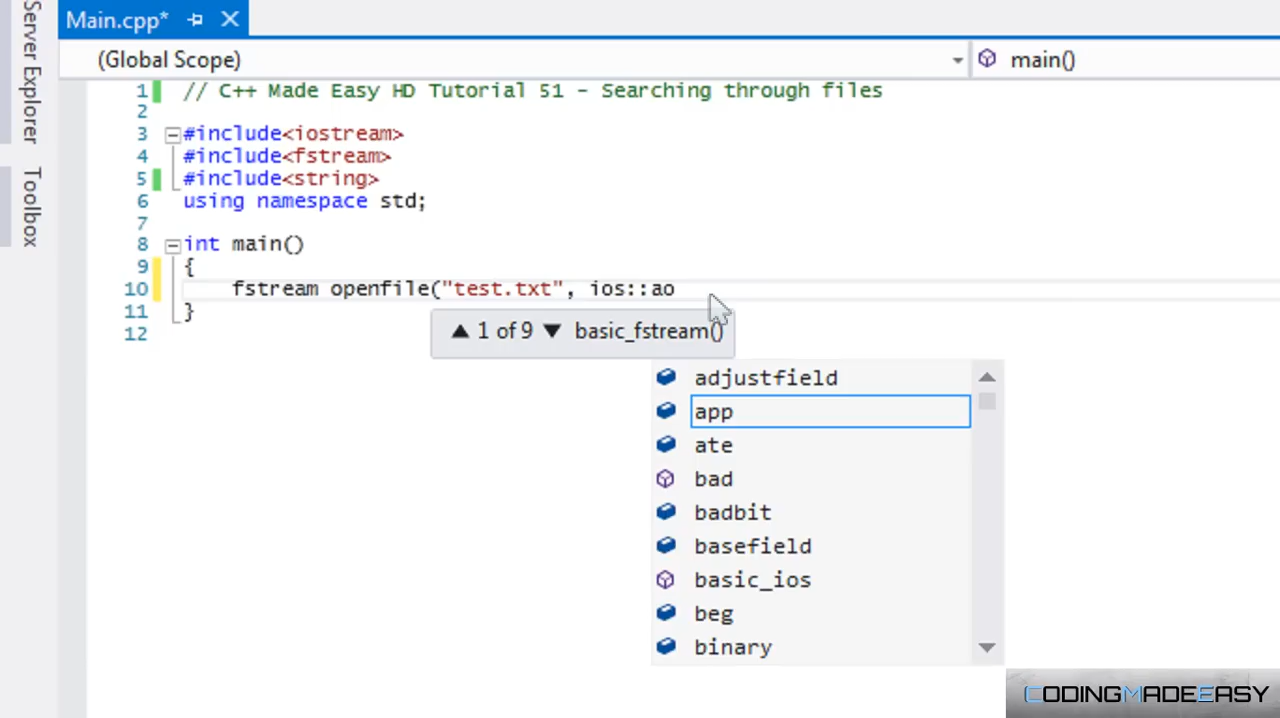 Server Explorer
Toolbox
Main.cpp*
(Global Scope)
main()
1 // C++ Made Easy HD Tutorial 51 - Searching through files
2
3 #include<iostream>
4 #include<fstream>
5 #include<string>
6 using namespace std;
7
8 int main()
9 {
10 fstream openfile("test.txt", ios::ao
11 }
12
▲ 1 of 9 ▼ basic_fstream()
adjustfield
app
ate
bad
badbit
basefield
basic_ios
beg
binary
CODINGMADEEASY